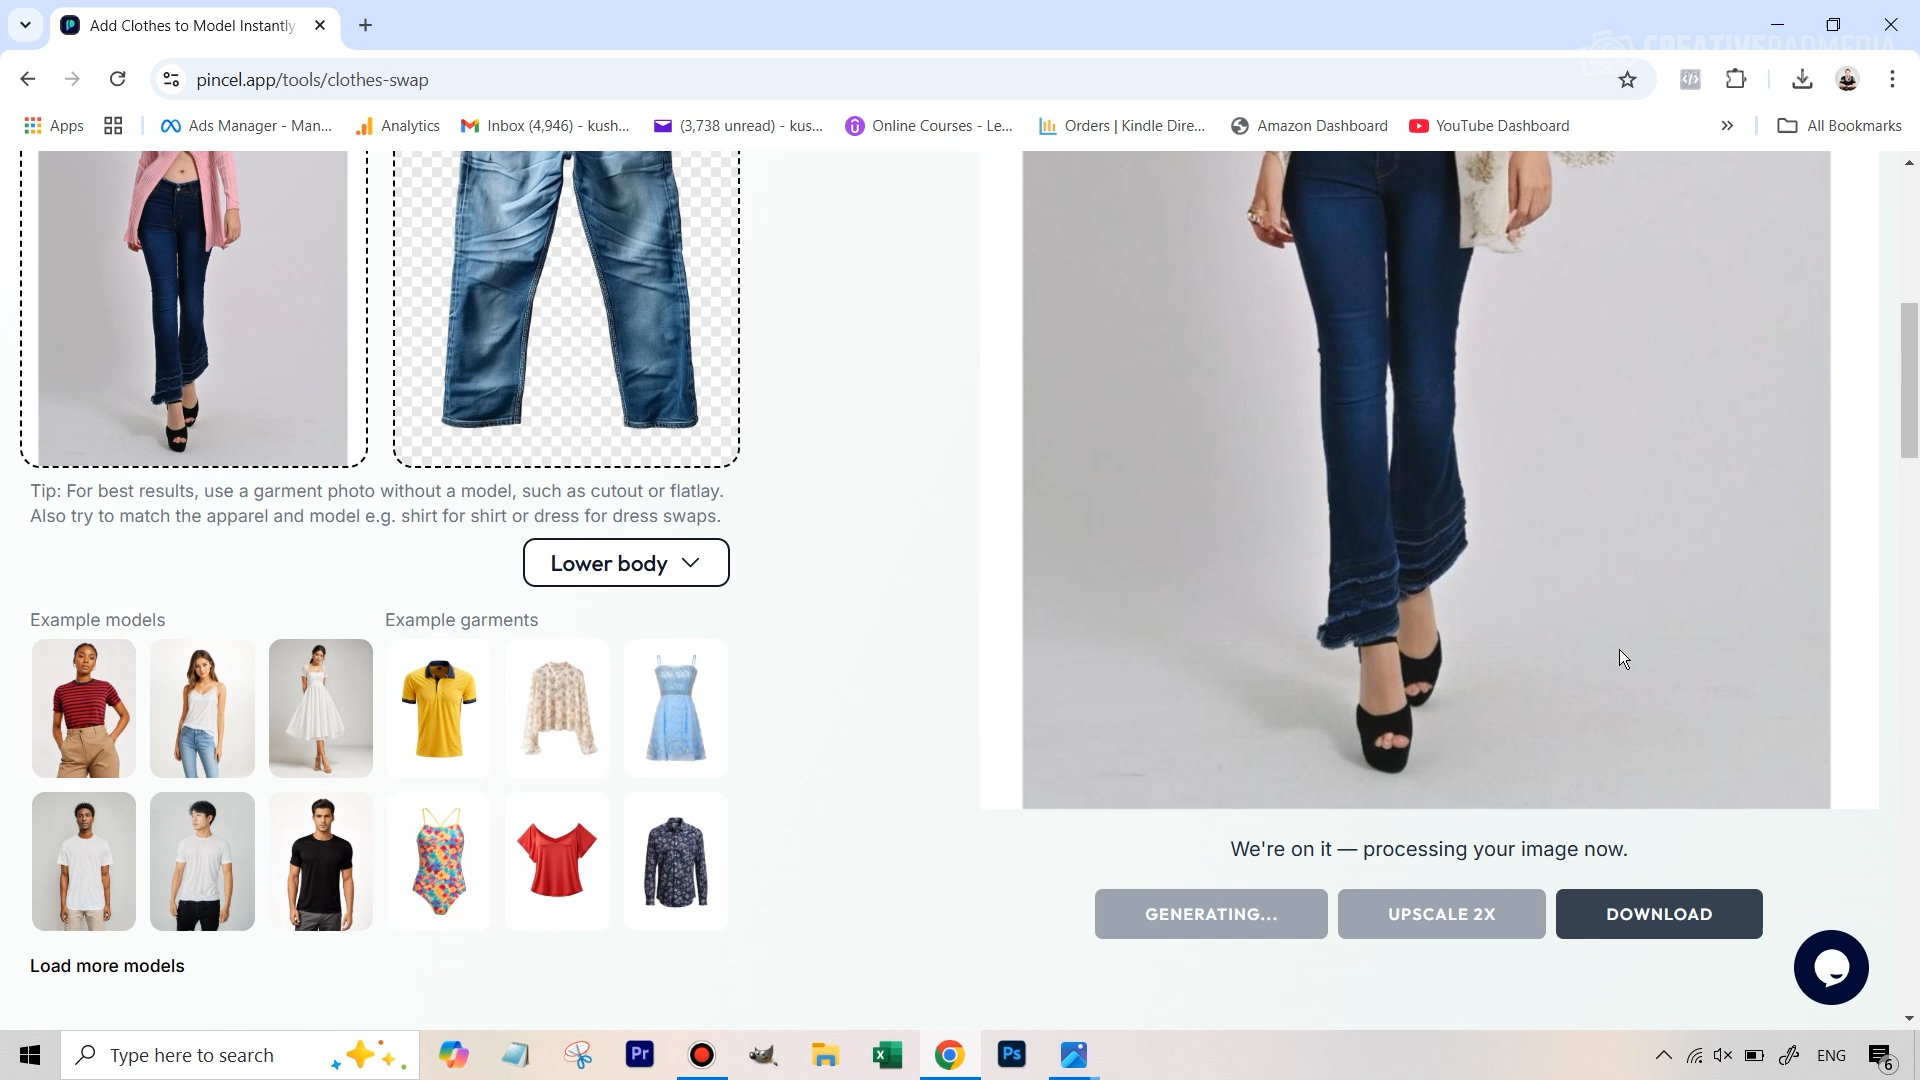 Add Clothes to Model Instantly
CREATIVEDADMEDIA
pincel.app/tools/clothes-swap
Apps
Ads Manager - Man...
Analytics
Inbox (4,946) - kush...
(3,738 unread) - kus...
Online Courses - Le...
Orders | Kindle Dire...
Amazon Dashboard
YouTube Dashboard
All Bookmarks
Tip: For best results, use a garment photo without a model, such as cutout or flatlay.
Also try to match the apparel and model e.g. shirt for shirt or dress for dress swaps.
Lower body
Example models
Example garments
We're on it — processing your image now.
GENERATING...
UPSCALE 2X
DOWNLOAD
Load more models
Type here to search
Pr
Ps
ENG
6